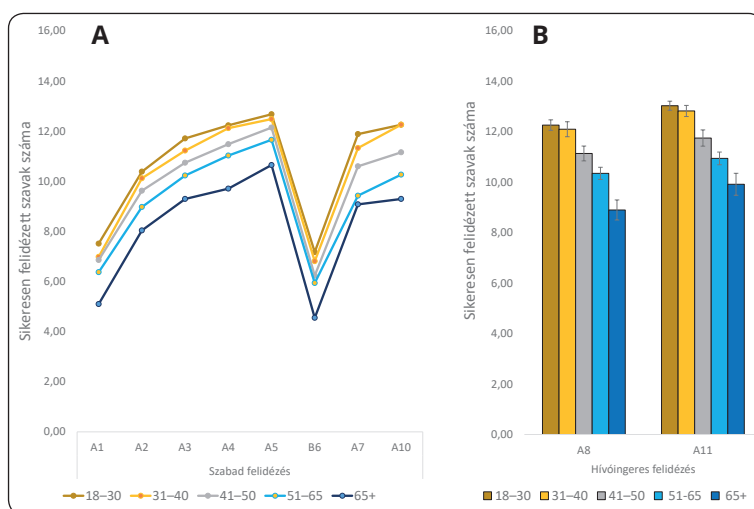 A
Sikeresen felidézett szavak száma
16,00
14,00
12,00
10,00
8,00
6,00
4,00
2,00
0,00
A1 A2 A3 A4 A5 B6 A7 A10
Szabad felidézés
18–30 31–40 41–50 51–65 65+
B
Sikeresen felidézett szavak száma
16,00
14,00
12,00
10,00
8,00
6,00
4,00
2,00
0,00
A8 A11
Hívóingeres felidézés
18–30 31–40 41–50 51-65 65+